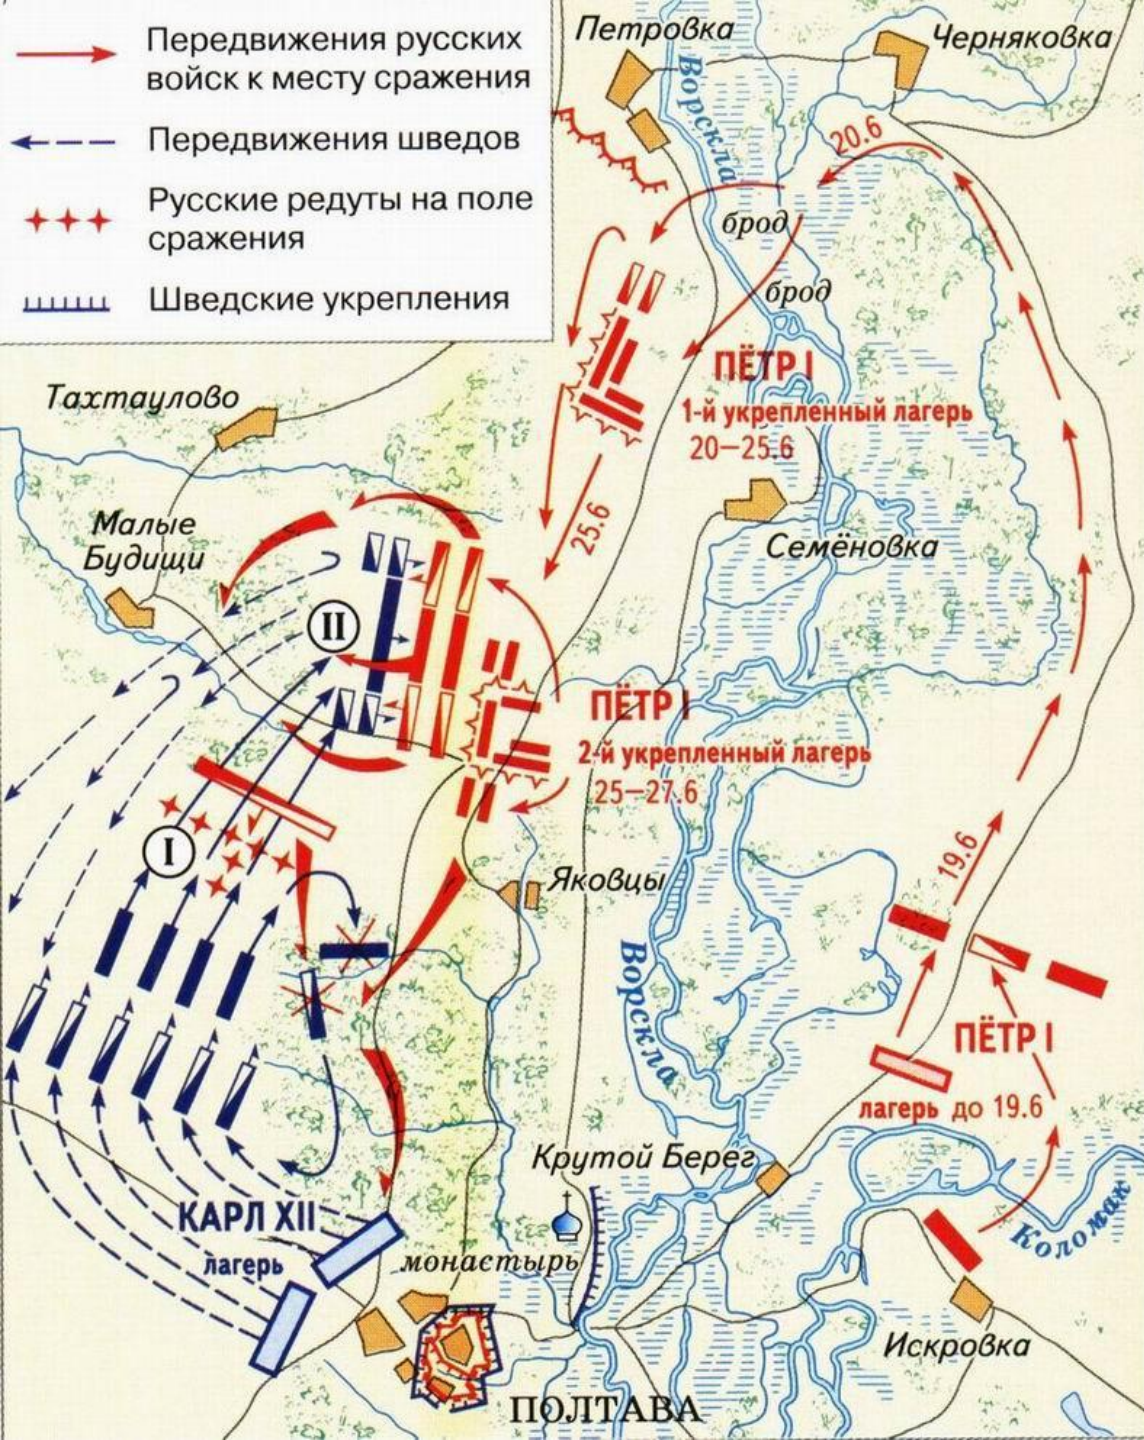 Передвижения русских
войск к месту сражения
Передвижения шведов
Русские редуты на поле
сражения
Шведские укрепления
Петровка
Черняковка
Ворскла
20.6
брод
брод
ПЁТР I
1-й укрепленный лагерь
20–25.6
Тахтаулово
25.6
Малые
Будищи
Семёновка
II
ПЁТР I
2-й укрепленный лагерь
25–27.6
I
Яковцы
19.6
Ворскла
ПЁТР I
лагерь до 19.6
Крутой Берег
Коломак
КАРЛ XII
лагерь
монастырь
Искровка
ПОЛТАВА